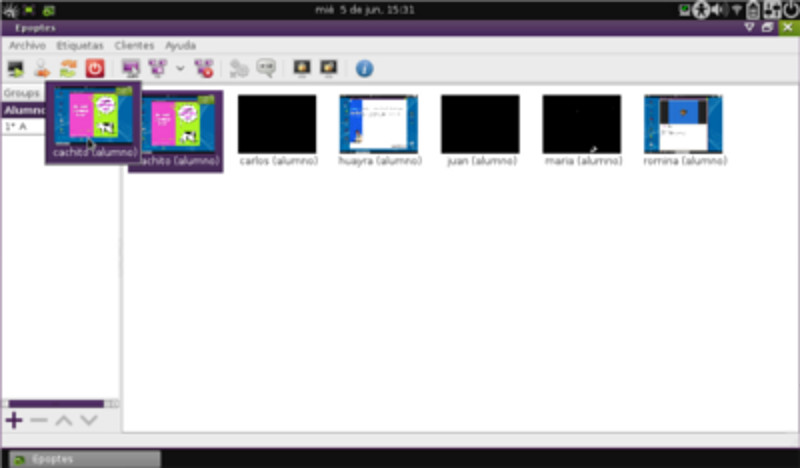 mié 5 de jun, 15:31
Epoptes
Archivo Etiquetas Clientes Ayuda
Groups
Alumno
1° A
cachito (alumno)
achito (alumno)
carlos (alumno)
huayra (alumno)
juan (alumno)
maria (alumno)
romina (alumno)
Epoptes